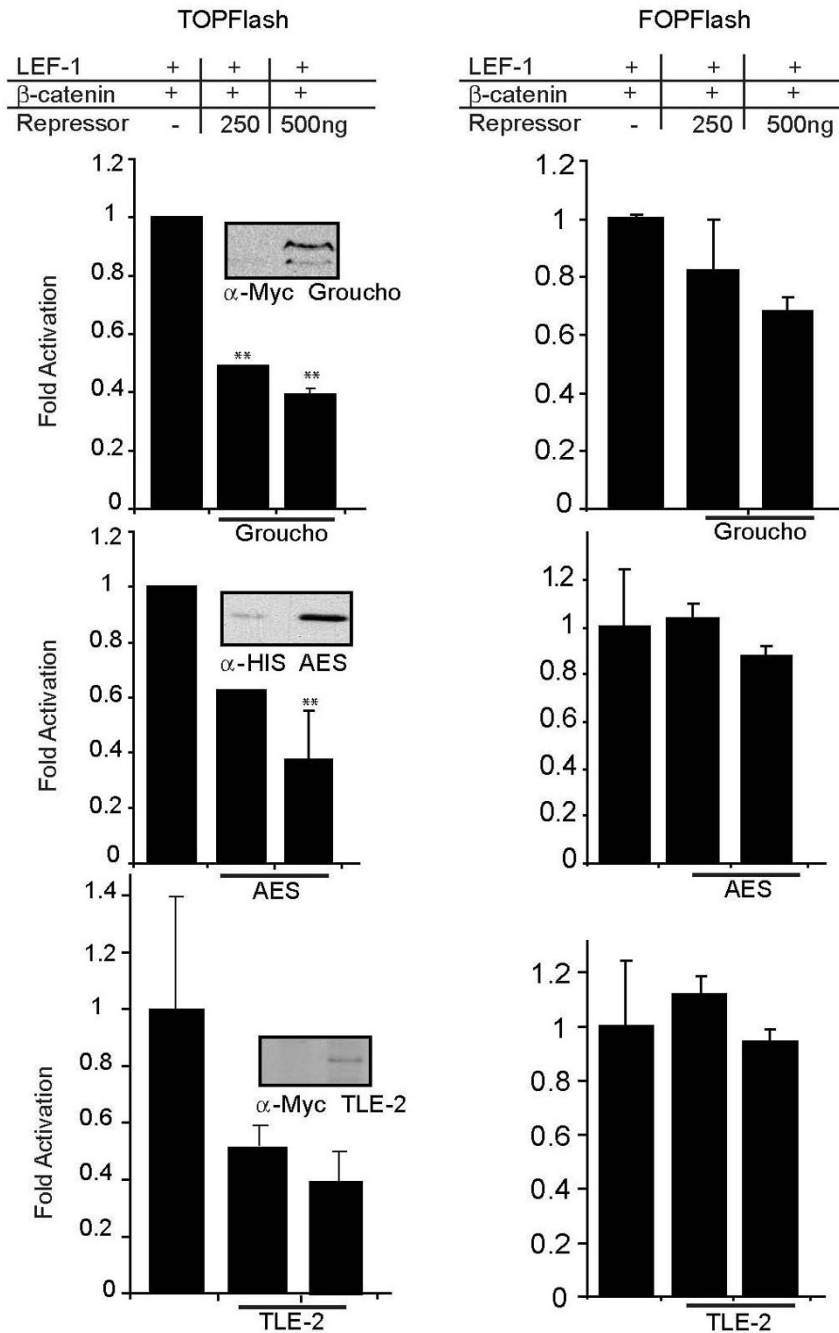 TOPFlash
LEF-1 + + +
β-catenin + + +
Repressor - 250 500ng
FOPFlash
LEF-1 + + +
β-catenin + + +
Repressor - 250 500ng
Fold Activation
1.2
1
0.8
0.6
0.4
0.2
0
** **
α-Myc Groucho
Groucho
1.2
1
0.8
0.6
0.4
0.2
0
Groucho
Fold Activation
1.2
1
0.8
0.6
0.4
0.2
0
**
α-HIS AES
AES
1.2
1
0.8
0.6
0.4
0.2
0
AES
Fold Activation
1.4
1.2
1
0.8
0.6
0.4
0.2
0
α-Myc TLE-2
TLE-2
1.2
1
0.8
0.6
0.4
0.2
0
TLE-2